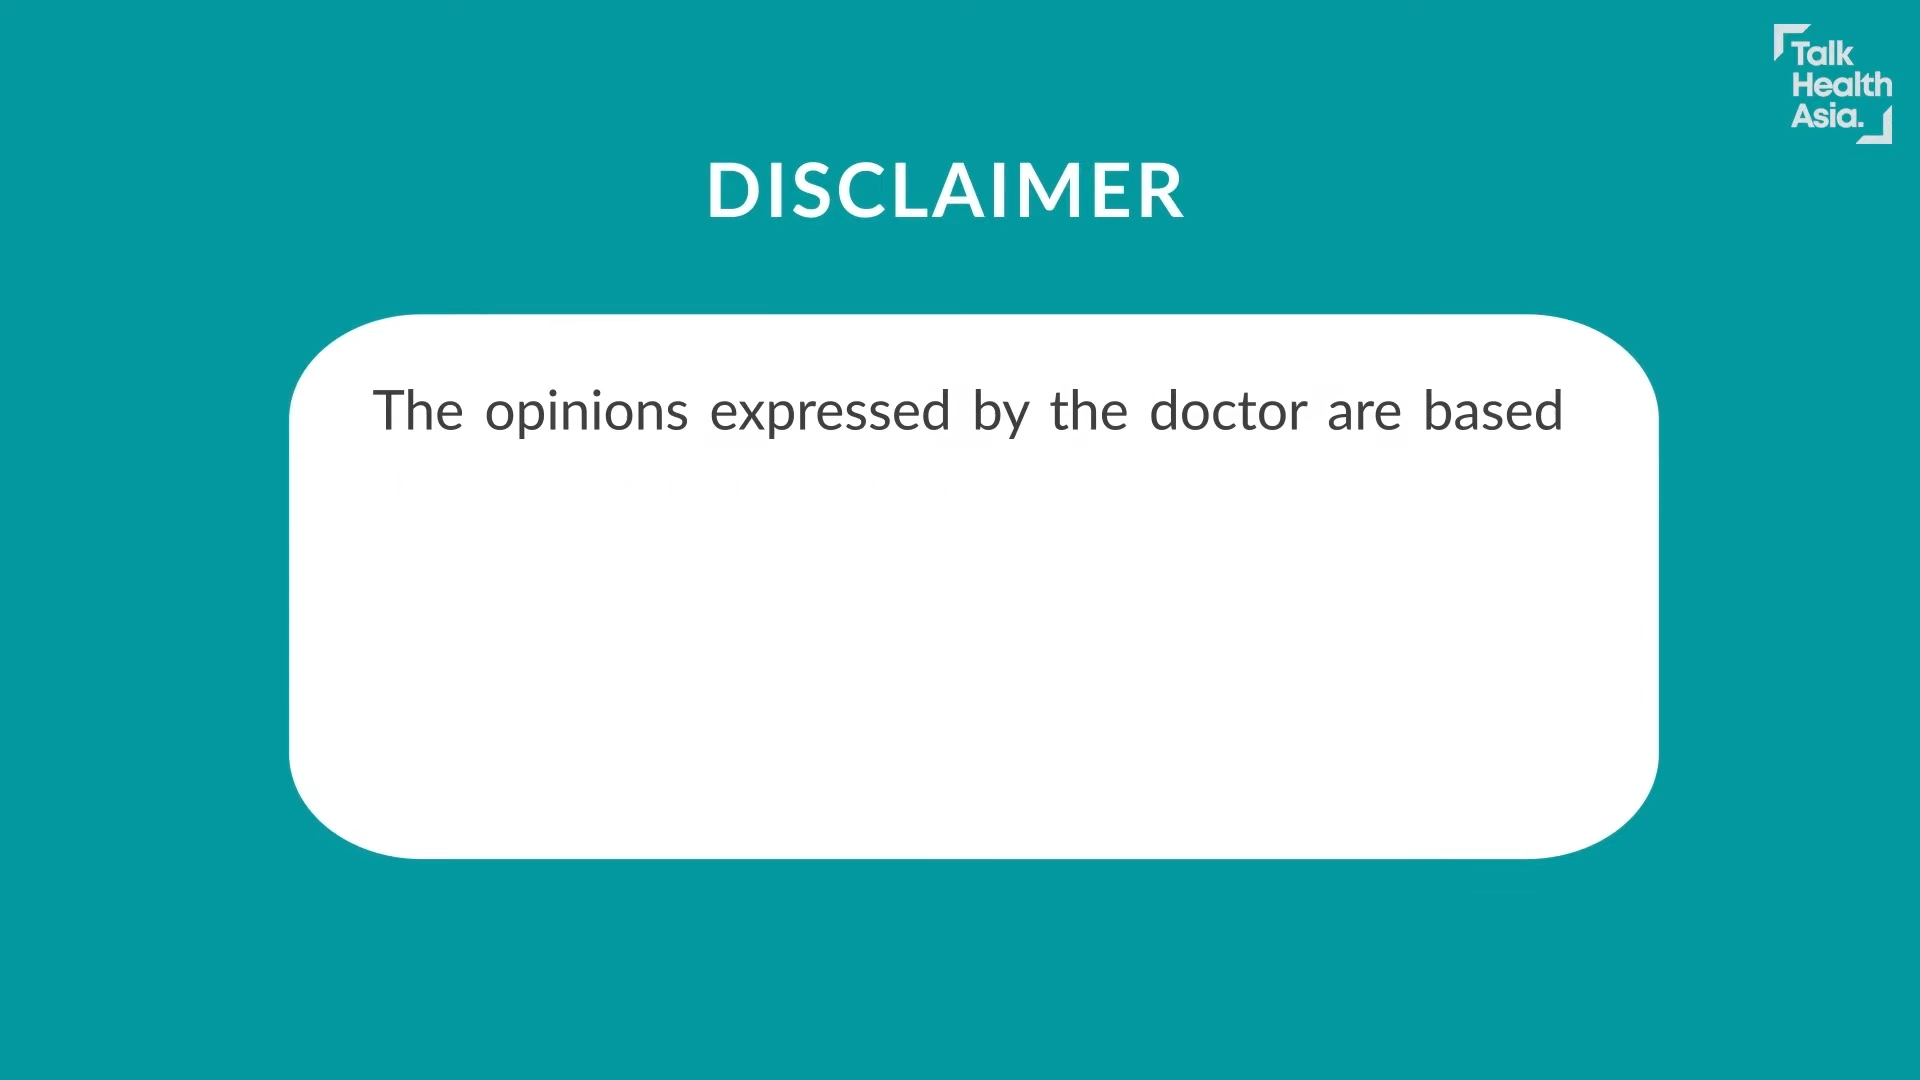 Talk
Health
Asia.
DISCLAIMER
The opinions expressed by the doctor are based